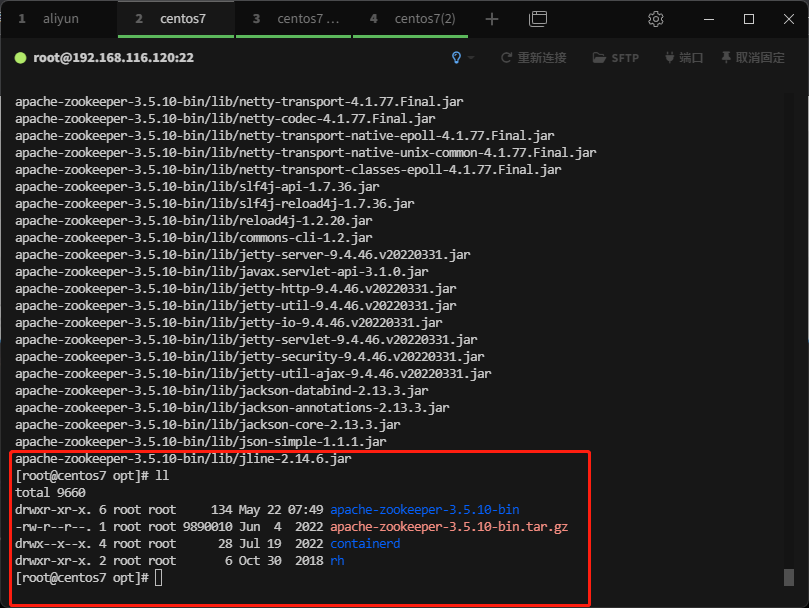 1 aliyun 2 centos7 3 centos7 ... 4 centos7(2)
root@192.168.116.120:22 重新连接 SFTP 端口 取消固定
apache-zookeeper-3.5.10-bin/lib/netty-transport-4.1.77.Final.jar
apache-zookeeper-3.5.10-bin/lib/netty-codec-4.1.77.Final.jar
apache-zookeeper-3.5.10-bin/lib/netty-transport-native-epoll-4.1.77.Final.jar
apache-zookeeper-3.5.10-bin/lib/netty-transport-native-unix-common-4.1.77.Final.jar
apache-zookeeper-3.5.10-bin/lib/netty-transport-classes-epoll-4.1.77.Final.jar
apache-zookeeper-3.5.10-bin/lib/slf4j-api-1.7.36.jar
apache-zookeeper-3.5.10-bin/lib/slf4j-reload4j-1.7.36.jar
apache-zookeeper-3.5.10-bin/lib/reload4j-1.2.20.jar
apache-zookeeper-3.5.10-bin/lib/commons-cli-1.2.jar
apache-zookeeper-3.5.10-bin/lib/jetty-server-9.4.46.v20220331.jar
apache-zookeeper-3.5.10-bin/lib/javax.servlet-api-3.1.0.jar
apache-zookeeper-3.5.10-bin/lib/jetty-http-9.4.46.v20220331.jar
apache-zookeeper-3.5.10-bin/lib/jetty-util-9.4.46.v20220331.jar
apache-zookeeper-3.5.10-bin/lib/jetty-io-9.4.46.v20220331.jar
apache-zookeeper-3.5.10-bin/lib/jetty-servlet-9.4.46.v20220331.jar
apache-zookeeper-3.5.10-bin/lib/jetty-security-9.4.46.v20220331.jar
apache-zookeeper-3.5.10-bin/lib/jetty-util-ajax-9.4.46.v20220331.jar
apache-zookeeper-3.5.10-bin/lib/jackson-databind-2.13.3.jar
apache-zookeeper-3.5.10-bin/lib/jackson-annotations-2.13.3.jar
apache-zookeeper-3.5.10-bin/lib/jackson-core-2.13.3.jar
apache-zookeeper-3.5.10-bin/lib/json-simple-1.1.1.jar
apache-zookeeper-3.5.10-bin/lib/jline-2.14.6.jar
[root@centos7 opt]# ll
total 9660
drwxr-xr-x. 6 root root     134 May 22 07:49 apache-zookeeper-3.5.10-bin
-rw-r--r--. 1 root root 9890010 Jun  4  2022 apache-zookeeper-3.5.10-bin.tar.gz
drwx--x--x. 4 root root      28 Jul 19  2022 containerd
drwxr-xr-x. 2 root root       6 Oct 30  2018 rh
[root@centos7 opt]#